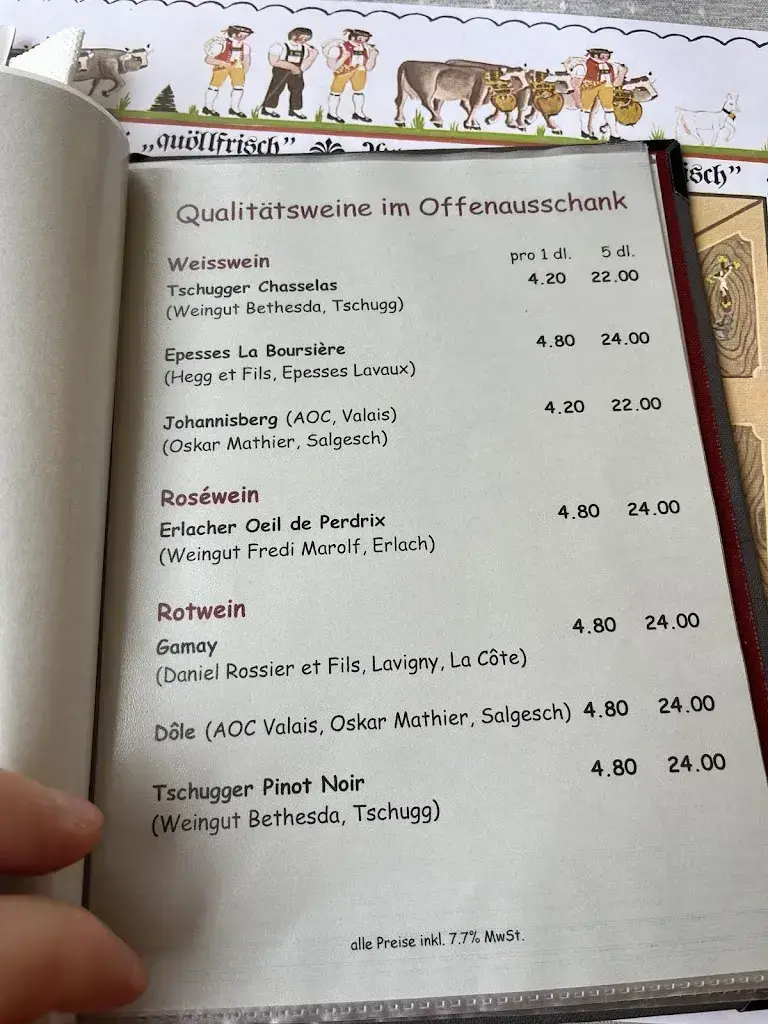 „quöllfrisch”
isch”
Qualitätsweine im Offenausschank
Weisswein pro 1 dl. 5 dl.
Tschugger Chasselas 4.20 22.00
(Weingut Bethesda, Tschugg)
Epesses La Boursière 4.80 24.00
(Hegg et Fils, Epesses Lavaux)
Johannisberg (AOC, Valais) 4.20 22.00
(Oskar Mathier, Salgesch)
Roséwein
Erlacher Oeil de Perdrix 4.80 24.00
(Weingut Fredi Marolf, Erlach)
Rotwein
Gamay 4.80 24.00
(Daniel Rossier et Fils, Lavigny, La Côte)
Dôle (AOC Valais, Oskar Mathier, Salgesch) 4.80 24.00
Tschugger Pinot Noir 4.80 24.00
(Weingut Bethesda, Tschugg)
alle Preise inkl. 7.7% MwSt.